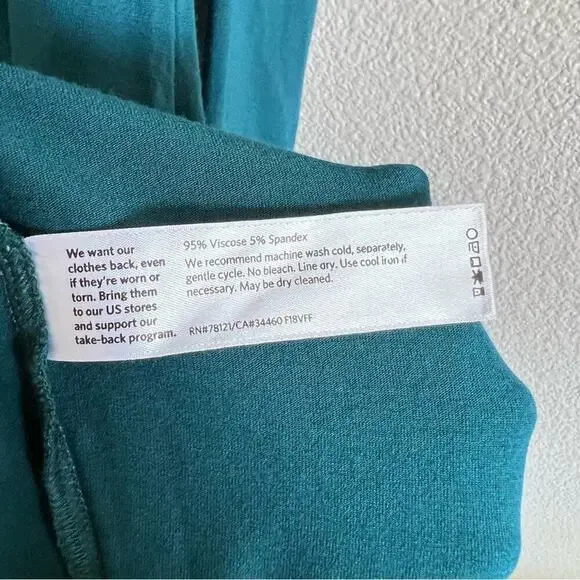 We want our
clothes back, even
if they're worn or
torn. Bring them
to our US stores
and support our
take-back program.
95% Viscose 5% Spandex
We recommend machine wash cold, separately,
gentle cycle. No bleach. Line dry. Use cool iron if
necessary. May be dry cleaned.
RN#78121/CA#34460 F18VFF